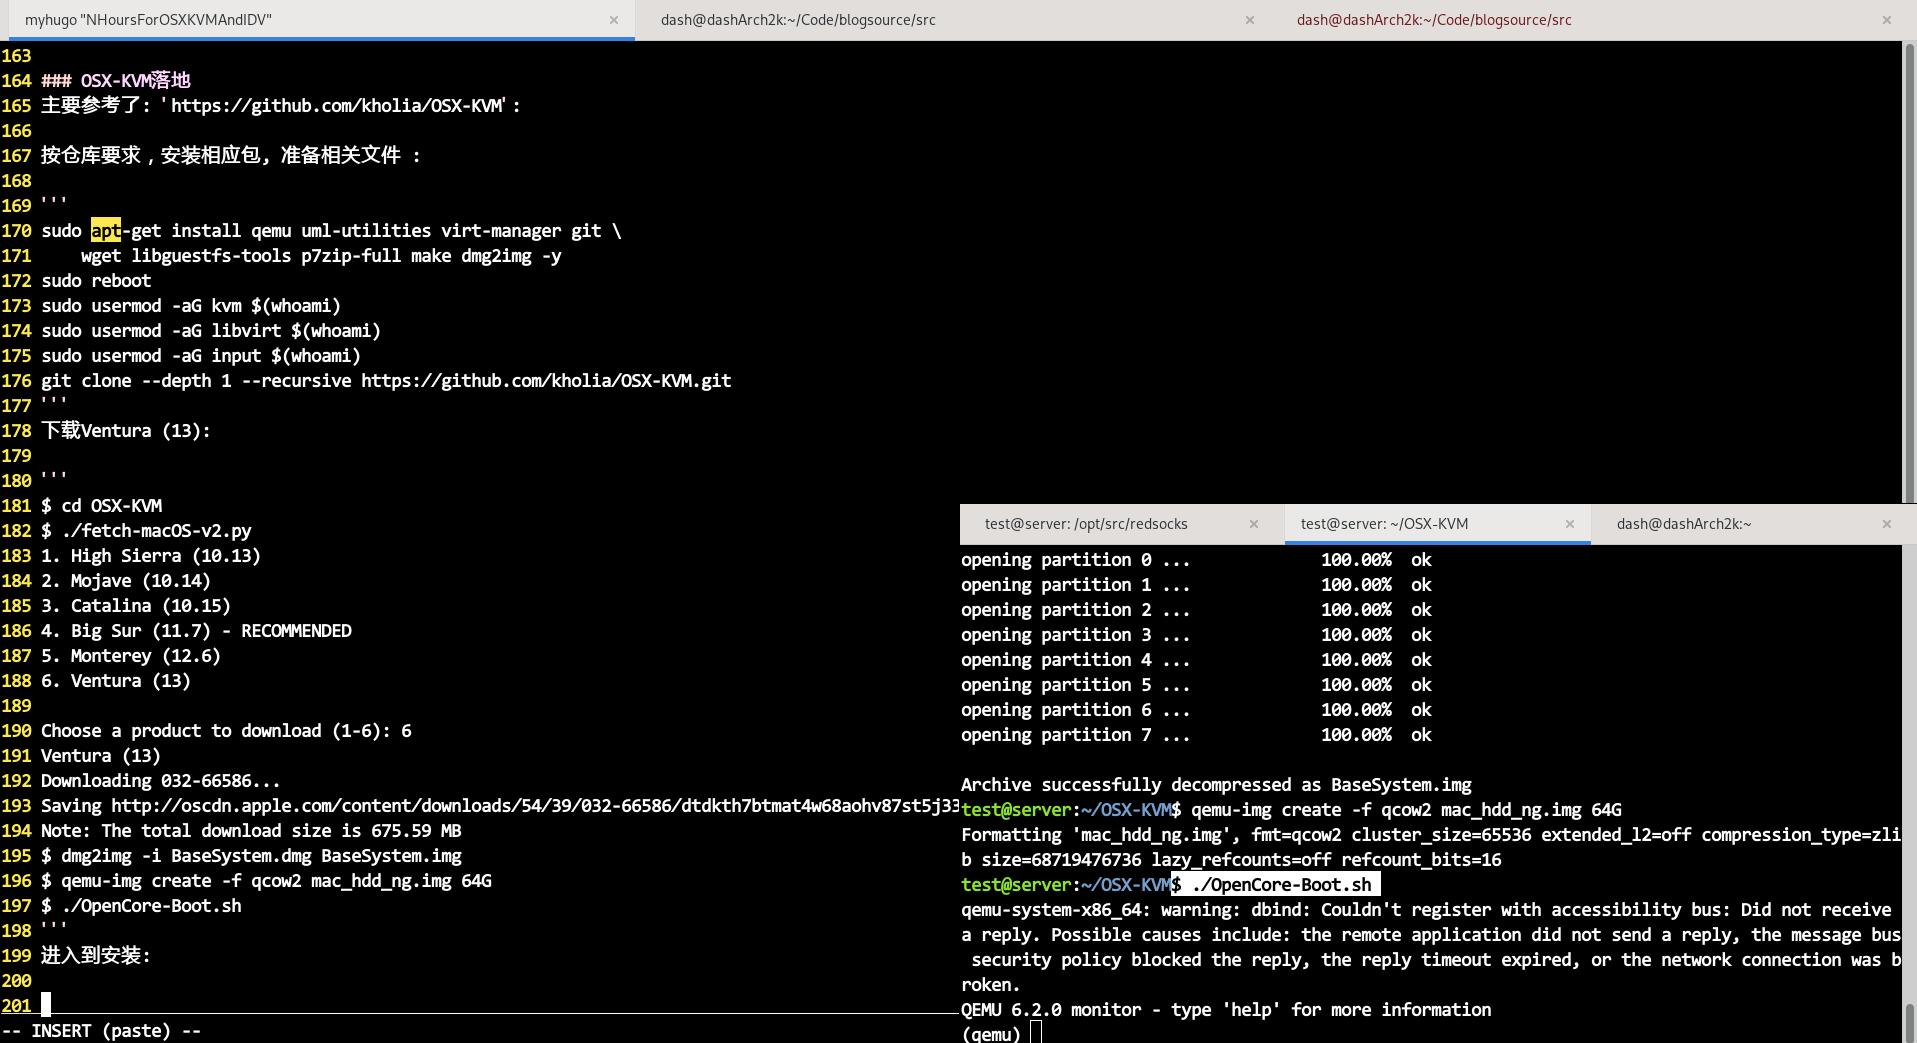 myhugo "NHoursForOSXKVMAndIDV" × dash@dashArch2k:~/Code/blogsource/src × dash@dashArch2k:~/Code/blogsource/src ×
163
164 ### OSX-KVM落地
165 主要参考了: 'https://github.com/kholia/OSX-KVM' :
166
167 按仓库要求，安装相应包, 准备相关文件 :
168
169 '''
170 sudo apt-get install qemu uml-utilities virt-manager git \
171     wget libguestfs-tools p7zip-full make dmg2img -y
172 sudo reboot
173 sudo usermod -aG kvm $(whoami)
174 sudo usermod -aG libvirt $(whoami)
175 sudo usermod -aG input $(whoami)
176 git clone --depth 1 --recursive https://github.com/kholia/OSX-KVM.git
177 '''
178 下载Ventura (13):
179
180 '''
181 $ cd OSX-KVM
182 $ ./fetch-macOS-v2.py
183 1. High Sierra (10.13)
184 2. Mojave (10.14)
185 3. Catalina (10.15)
186 4. Big Sur (11.7) - RECOMMENDED
187 5. Monterey (12.6)
188 6. Ventura (13)
189
190 Choose a product to download (1-6): 6
191 Ventura (13)
192 Downloading 032-66586...
193 Saving http://oscdn.apple.com/content/downloads/54/39/032-66586/dtdkth7btmat4w68aohv87st5j33
194 Note: The total download size is 675.59 MB
195 $ dmg2img -i BaseSystem.dmg BaseSystem.img
196 $ qemu-img create -f qcow2 mac_hdd_ng.img 64G
197 $ ./OpenCore-Boot.sh
198 '''
199 进入到安装:
200
201
-- INSERT (paste) --
test@server: /opt/src/redsocks × test@server: ~/OSX-KVM × dash@dashArch2k:~ ×
opening partition 0 ...             100.00%  ok
opening partition 1 ...             100.00%  ok
opening partition 2 ...             100.00%  ok
opening partition 3 ...             100.00%  ok
opening partition 4 ...             100.00%  ok
opening partition 5 ...             100.00%  ok
opening partition 6 ...             100.00%  ok
opening partition 7 ...             100.00%  ok
Archive successfully decompressed as BaseSystem.img
test@server:~/OSX-KVM$ qemu-img create -f qcow2 mac_hdd_ng.img 64G
Formatting 'mac_hdd_ng.img', fmt=qcow2 cluster_size=65536 extended_l2=off compression_type=zli
b size=68719476736 lazy_refcounts=off refcount_bits=16
test@server:~/OSX-KVM$ ./OpenCore-Boot.sh
qemu-system-x86_64: warning: dbind: Couldn't register with accessibility bus: Did not receive
a reply. Possible causes include: the remote application did not send a reply, the message bus
 security policy blocked the reply, the reply timeout expired, or the network connection was b
roken.
QEMU 6.2.0 monitor - type 'help' for more information
(qemu)